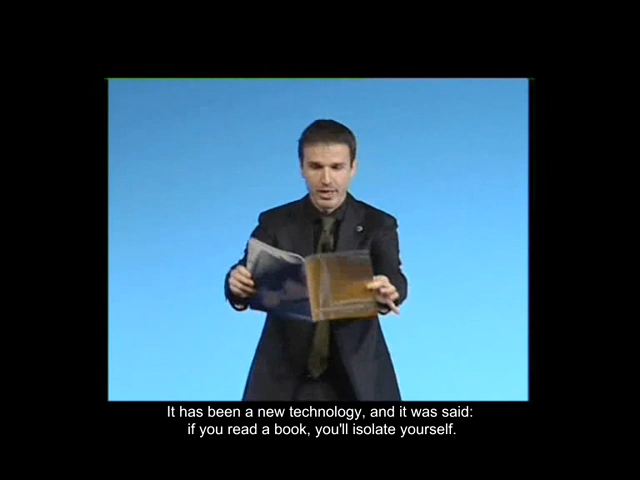 It has been a new technology, and it was said:
if you read a book, you'll isolate yourself.